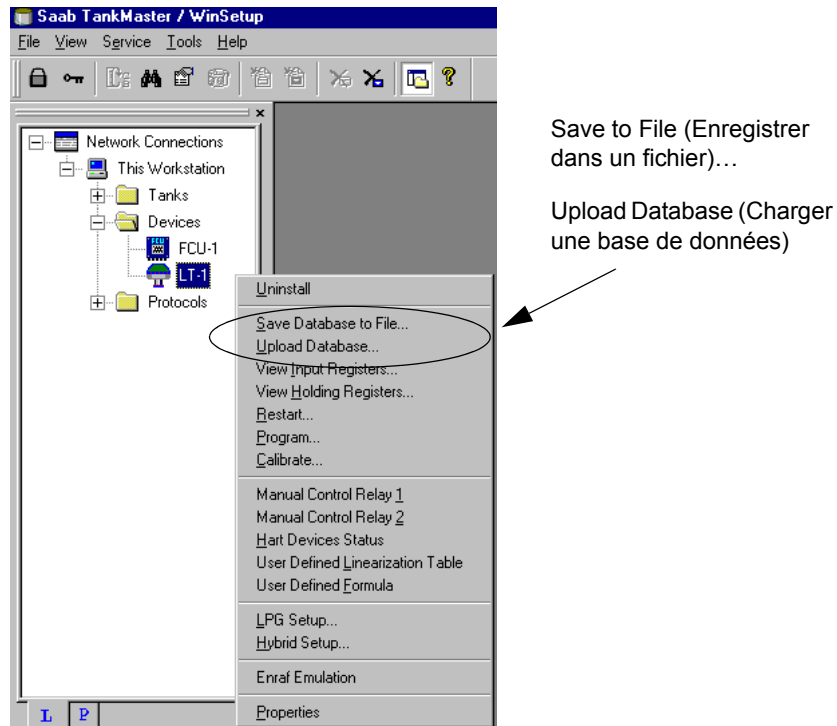 Saab TankMaster / WinSetup
File View Service Tools Help
Network Connections
This Workstation
Tanks
Devices
FCU-1
LT-1
Protocols
Uninstall
Save Database to File...
Upload Database...
View Input Registers...
View Holding Registers...
Restart...
Program...
Calibrate...
Manual Control Relay 1
Manual Control Relay 2
Hart Devices Status
User Defined Linearization Table
User Defined Formula
LPG Setup...
Hybrid Setup...
Enraf Emulation
Properties
L P
Save to File (Enregistrer
dans un fichier)…
Upload Database (Charger
une base de données)